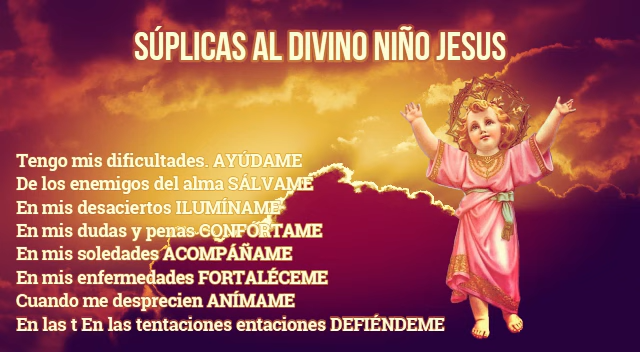 SÚPLICAS AL DIVINO NIÑO JESUS
Tengo mis dificultades. AYÚDAME
De los enemigos del alma SÁLVAME
En mis desaciertos ILUMÍNAME
En mis dudas y penas CONFÓRTAME
En mis soledades ACOMPÁÑAME
En mis enfermedades FORTALÉCEME
Cuando me desprecien ANÍMAME
En las t En las tentaciones entaciones DEFIÉNDEME